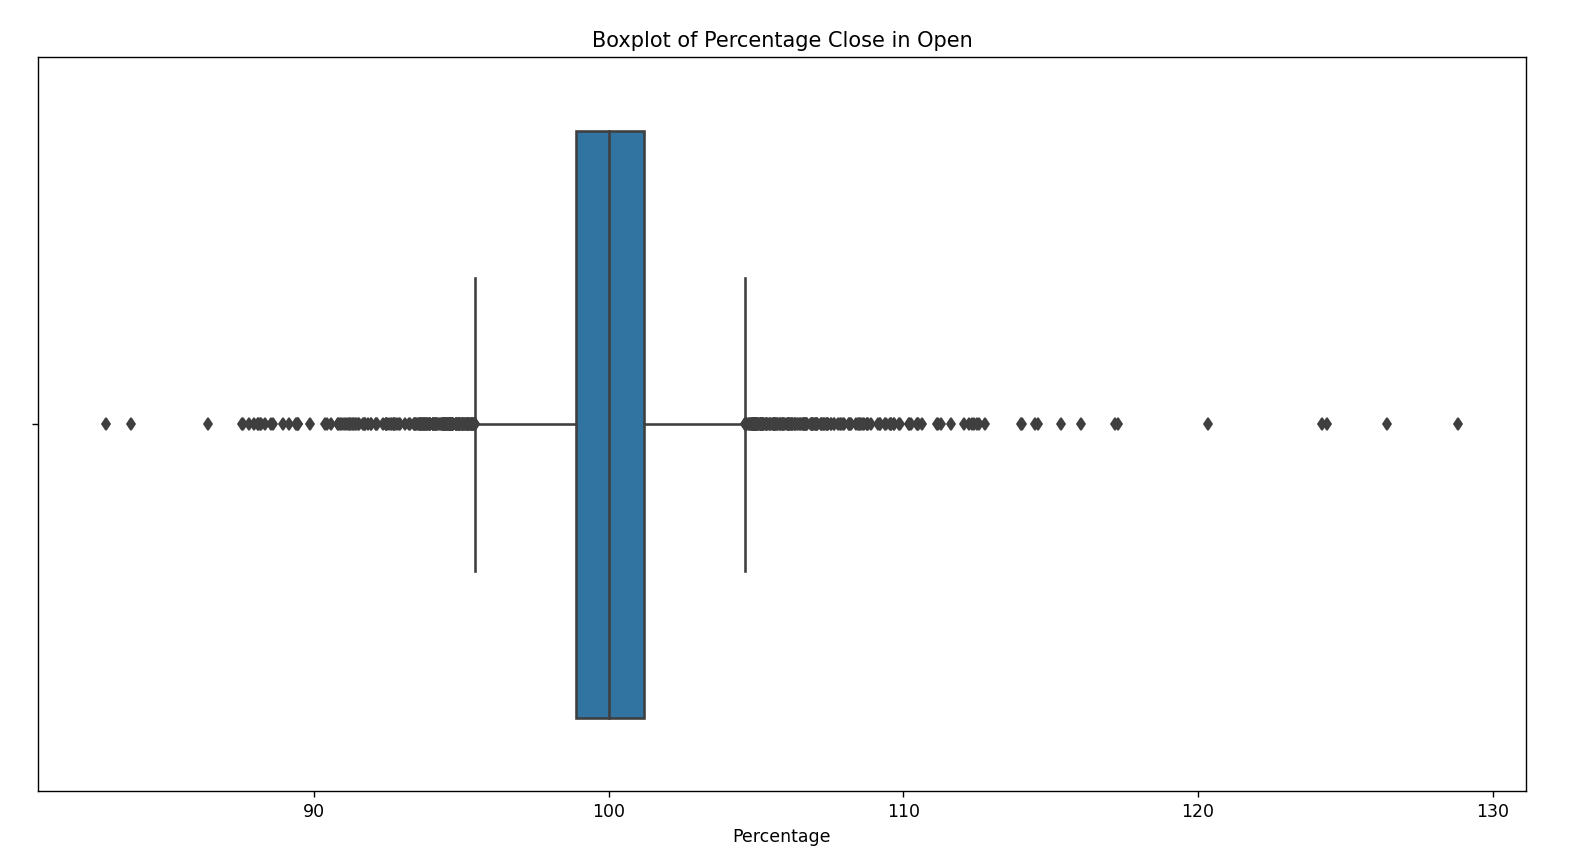 Boxplot of Percentage Close in Open
90 100 110 120 130
Percentage